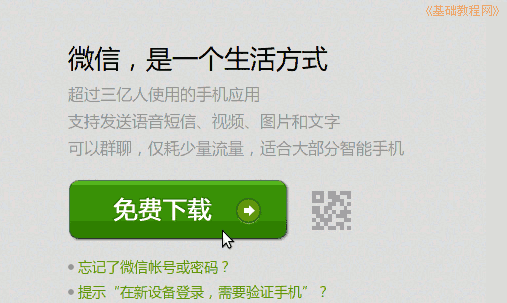 《基础教程网》
微信，是一个生活方式
超过三亿人使用的手机应用
支持发送语音短信、视频、图片和文字
可以群聊，仅耗少量流量，适合大部分智能手机
免费下载
忘记了微信帐号或密码？
提示“在新设备登录，需要验证手机”？